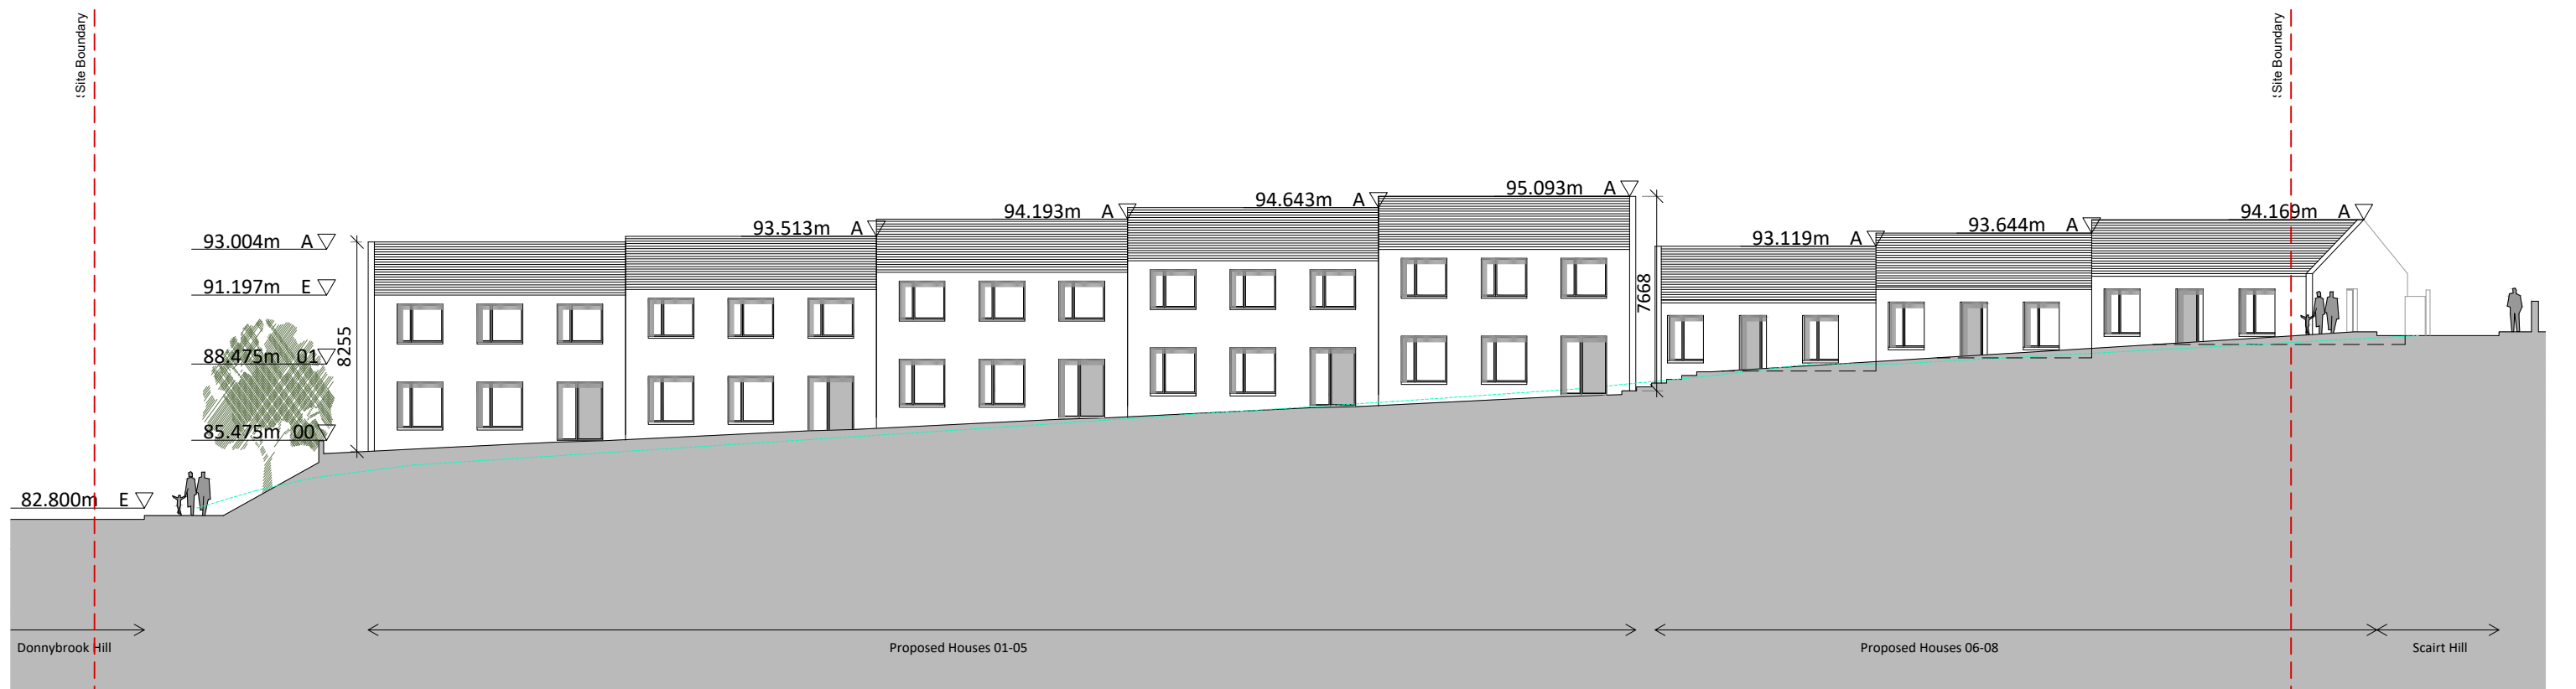 Site Boundary
Site Boundary
95.093m A
94.643m A
94.193m A
94.169m A
93.513m A
93.644m A
93.119m A
93.004m A
91.197m E
88.475m 01
85.475m 00
82.800m E
8255
7668
Donnybrook Hill
Proposed Houses 01-05
Proposed Houses 06-08
Scairt Hill